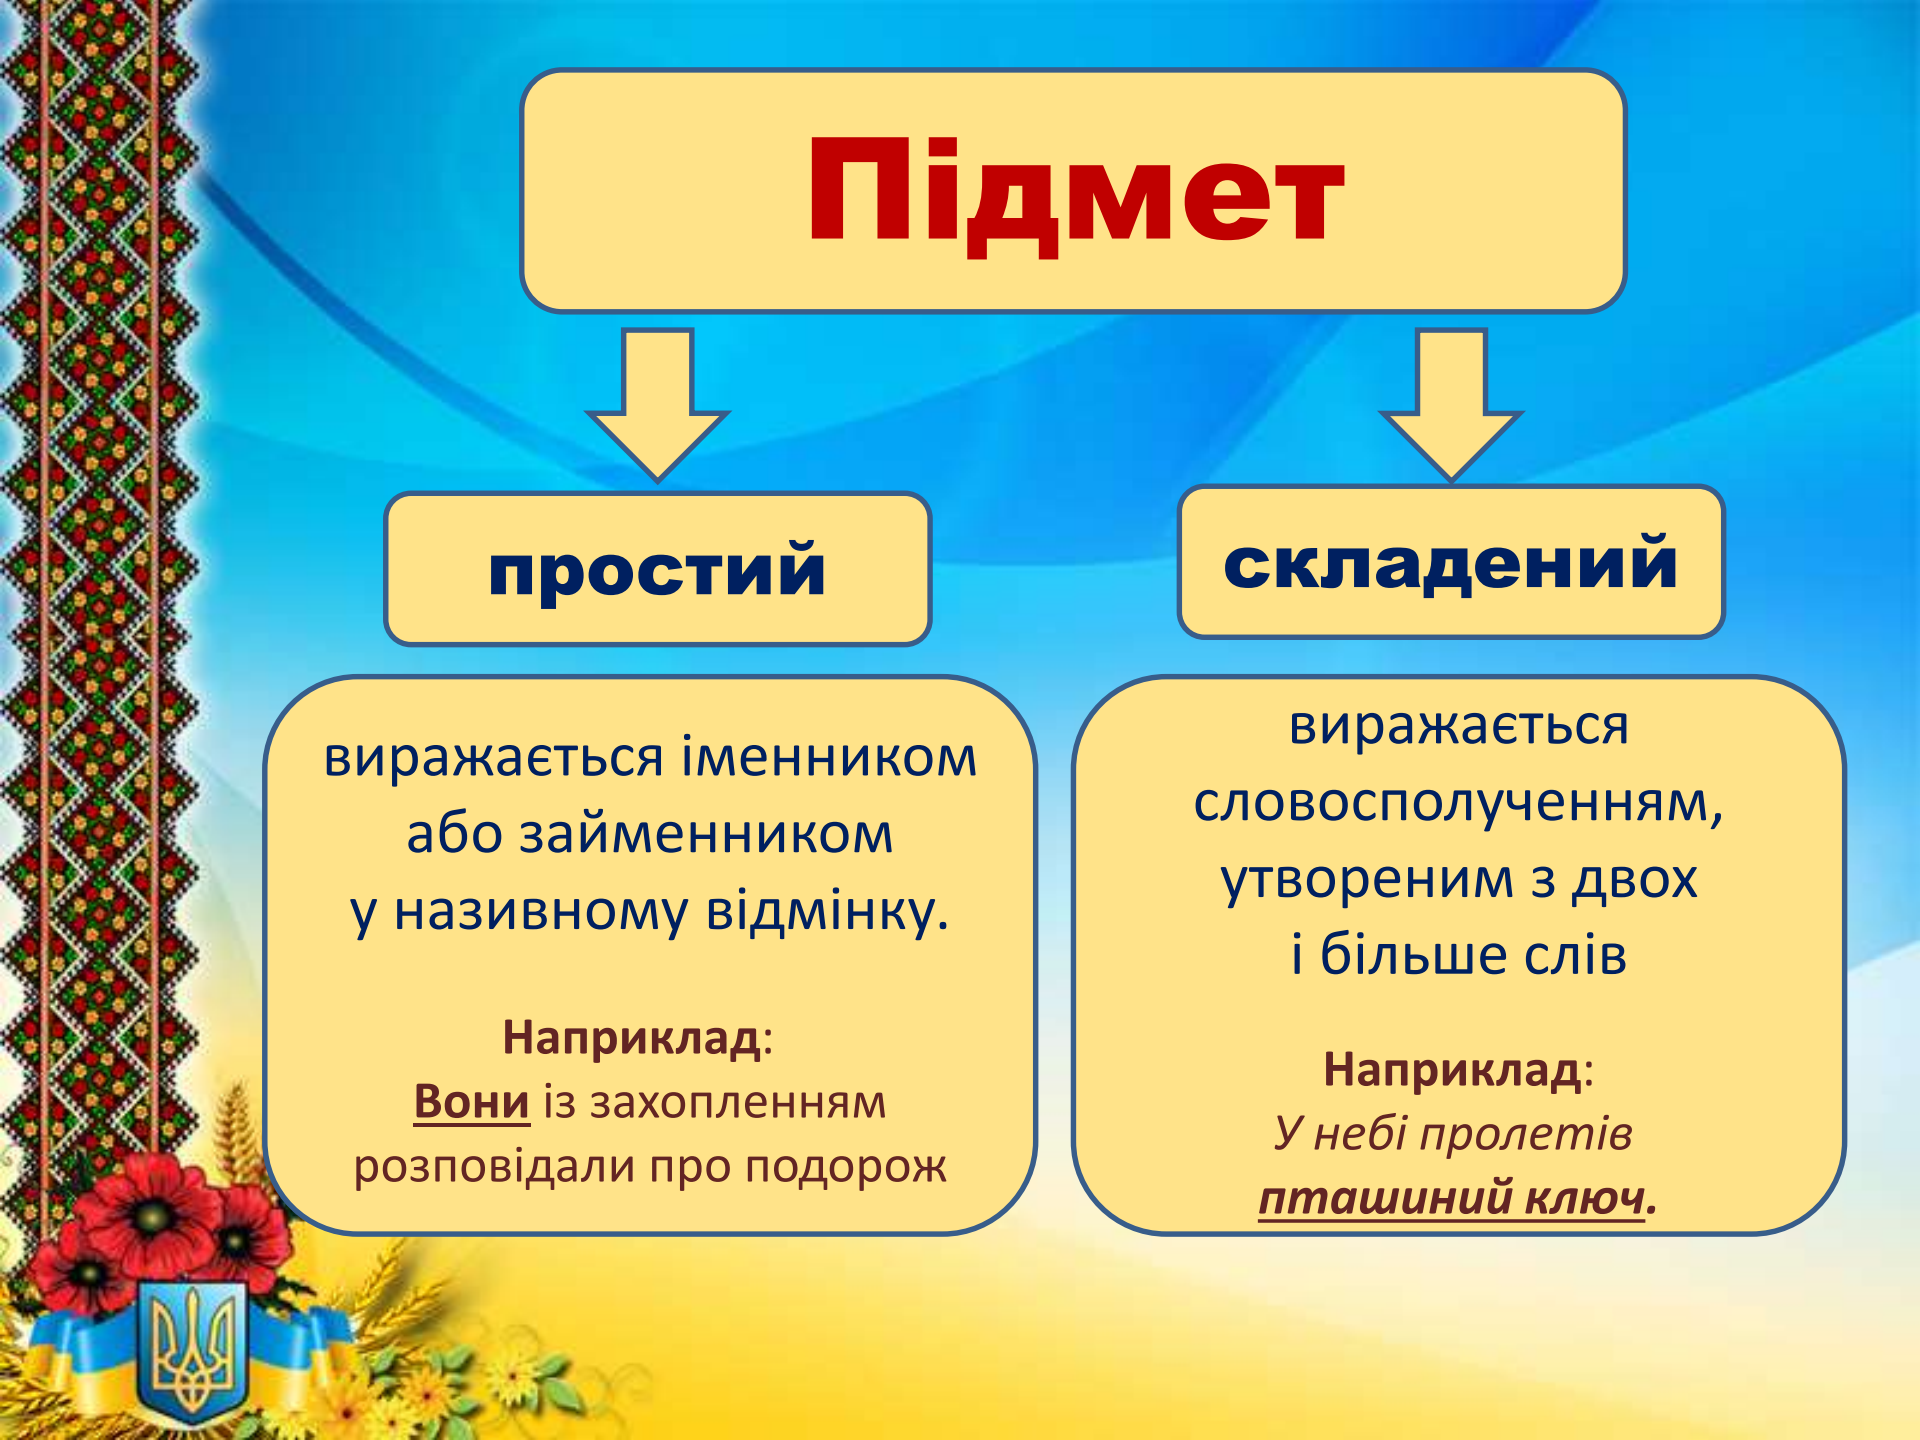 Підмет
простий
виражається іменником
або займенником
у називному відмінку.
Наприклад:
Вони із захопленням
розповідали про подорож
складений
виражається
словосполученням,
утвореним з двох
і більше слів
Наприклад:
У небі пролетів
пташиний ключ.